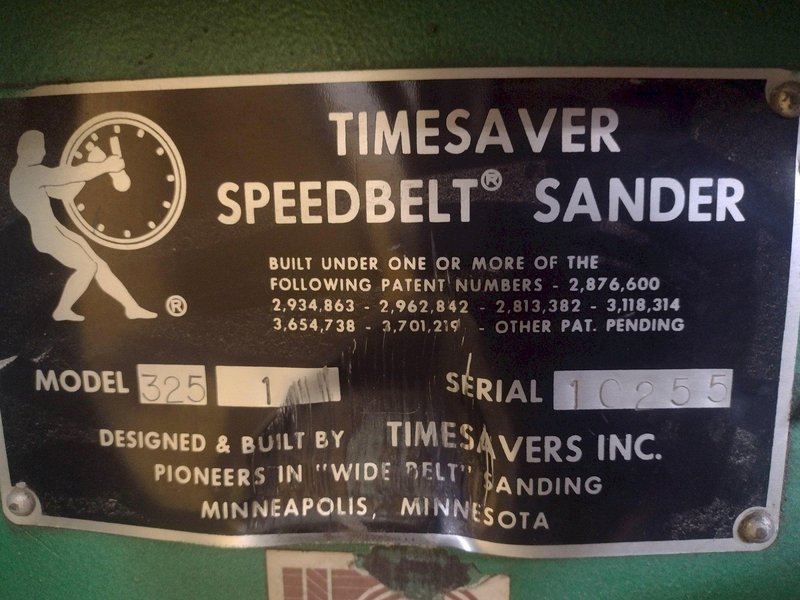 TIMESAVER
SPEEDBELT® SANDER
BUILT UNDER ONE OR MORE OF THE
FOLLOWING PATENT NUMBERS - 2,876,600
2,934,863 - 2,962,842 - 2,813,382 - 3,118,314
3,654,738 - 3,701,219 - OTHER PAT. PENDING
®
MODEL 325 1 SERIAL 10255
DESIGNED & BUILT BY TIMESAVERS INC.
PIONEERS IN "WIDE BELT" SANDING
MINNEAPOLIS, MINNESOTA